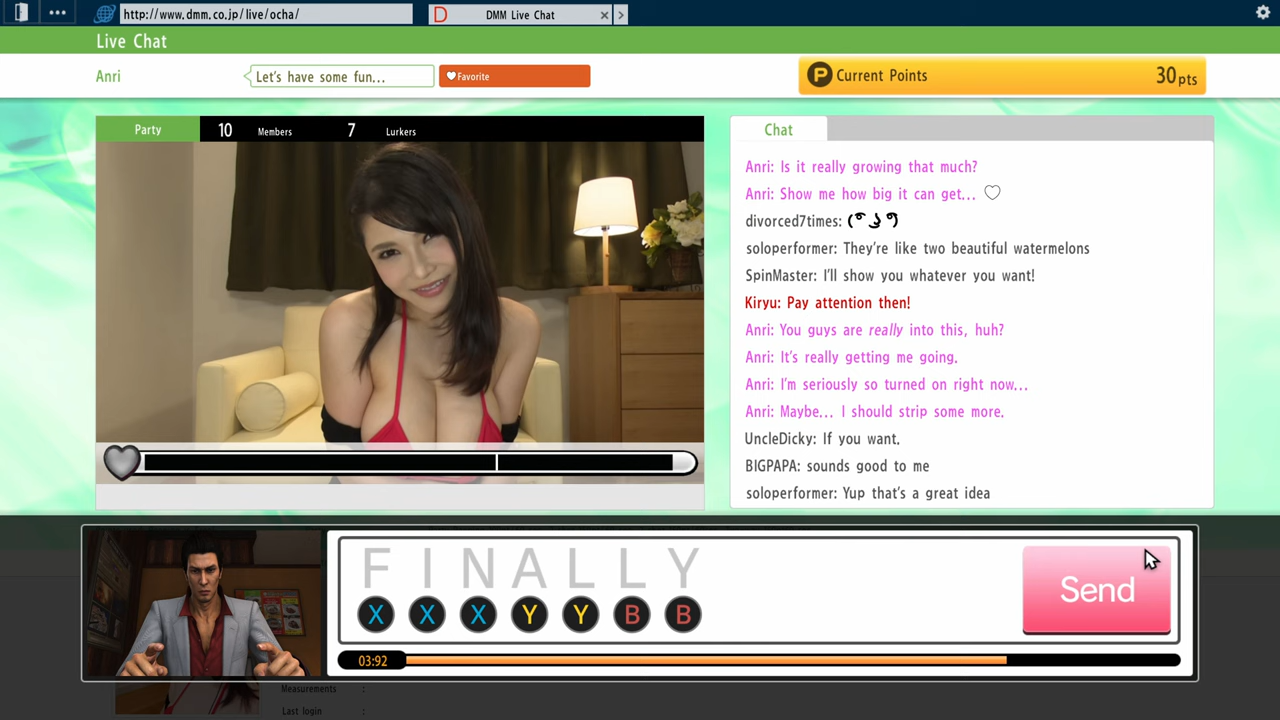 http://www.dmm.co.jp/live/ocha/
D DMM Live Chat
Live Chat
Anri
Let's have some fun...
Favorite
P Current Points 30 pts
Party 10 Members 7 Lurkers
Chat
Anri: Is it really growing that much?
Anri: Show me how big it can get... ♡
divorced7times: ( ͡° ͜ʖ ͡°)
soloperformer: They're like two beautiful watermelons
SpinMaster: I'll show you whatever you want!
Kiryu: Pay attention then!
Anri: You guys are really into this, huh?
Anri: It's really getting me going.
Anri: I'm seriously so turned on right now...
Anri: Maybe... I should strip some more.
UncleDicky: If you want.
BIGPAPA: sounds good to me
soloperformer: Yup that's a great idea
FINALLY
X X X Y Y B B
Send
03:92
Measurements :
Last login :